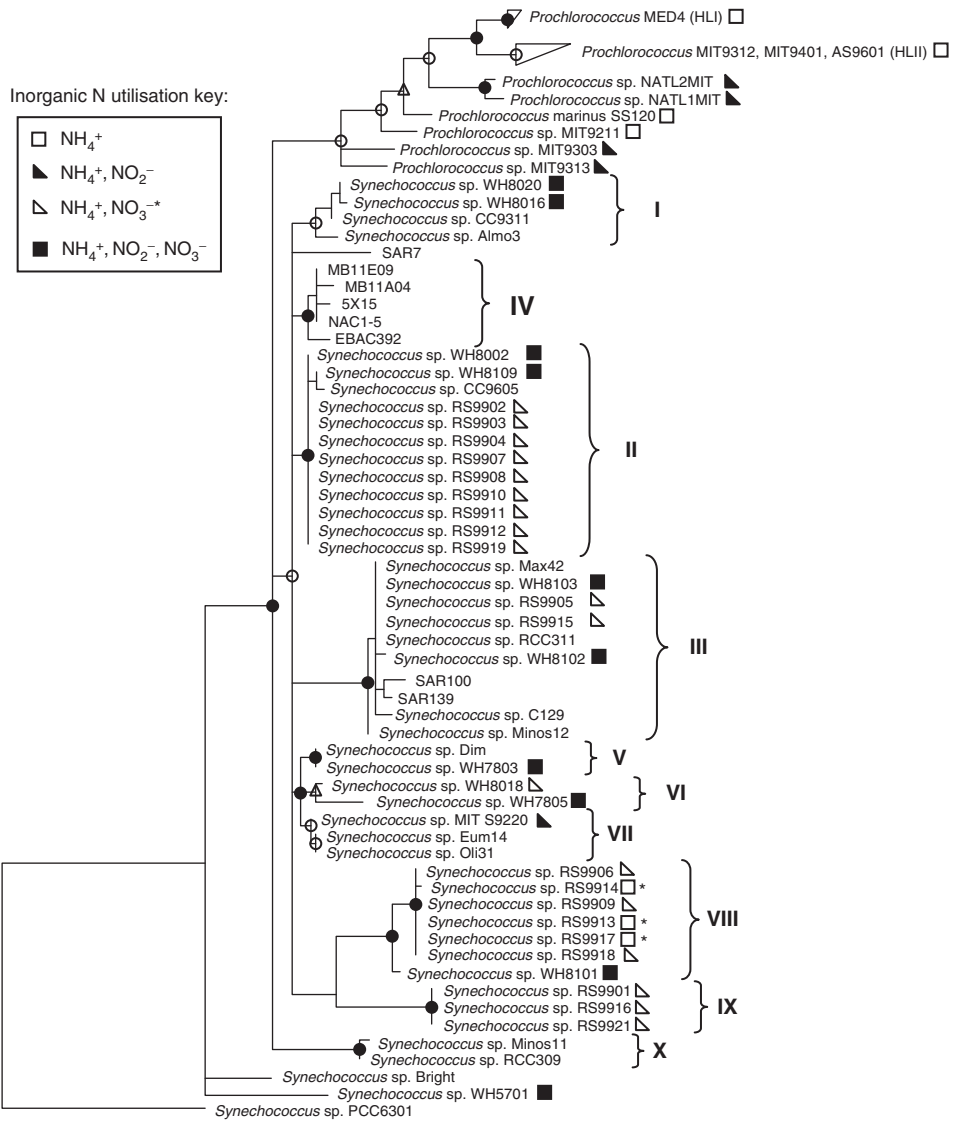 Prochlorococcus MED4 (HLI)
Prochlorococcus MIT9312, MIT9401, AS9601 (HLII)
Prochlorococcus sp. NATL2MIT
Prochlorococcus sp. NATL1MIT
Prochlorococcus marinus SS120
Prochlorococcus sp. MIT9211
Prochlorococcus sp. MIT9303
Prochlorococcus sp. MIT9313
Inorganic N utilisation key:
NH₄⁺
NH₄⁺, NO₂⁻
NH₄⁺, NO₃⁻*
NH₄⁺, NO₂⁻, NO₃⁻
Synechococcus sp. WH8020
Synechococcus sp. WH8016
Synechococcus sp. CC9311
Synechococcus sp. Almo3
I
SAR7
MB11E09
MB11A04
5X15
NAC1-5
EBAC392
IV
Synechococcus sp. WH8002
Synechococcus sp. WH8109
Synechococcus sp. CC9605
Synechococcus sp. RS9902
Synechococcus sp. RS9903
Synechococcus sp. RS9904
Synechococcus sp. RS9907
Synechococcus sp. RS9908
Synechococcus sp. RS9910
Synechococcus sp. RS9911
Synechococcus sp. RS9912
Synechococcus sp. RS9919
II
Synechococcus sp. Max42
Synechococcus sp. WH8103
Synechococcus sp. RS9905
Synechococcus sp. RS9915
Synechococcus sp. RCC311
Synechococcus sp. WH8102
SAR100
SAR139
Synechococcus sp. C129
Synechococcus sp. Minos12
III
Synechococcus sp. Dim
Synechococcus sp. WH7803
V
Synechococcus sp. WH8018
Synechococcus sp. WH7805
VI
Synechococcus sp. MIT S9220
Synechococcus sp. Eum14
Synechococcus sp. Oli31
VII
Synechococcus sp. RS9906
Synechococcus sp. RS9914 *
Synechococcus sp. RS9909
Synechococcus sp. RS9913 *
Synechococcus sp. RS9917 *
Synechococcus sp. RS9918
Synechococcus sp. WH8101
VIII
Synechococcus sp. RS9901
Synechococcus sp. RS9916
Synechococcus sp. RS9921
IX
Synechococcus sp. Minos11
Synechococcus sp. RCC309
X
Synechococcus sp. Bright
Synechococcus sp. WH5701
Synechococcus sp. PCC6301